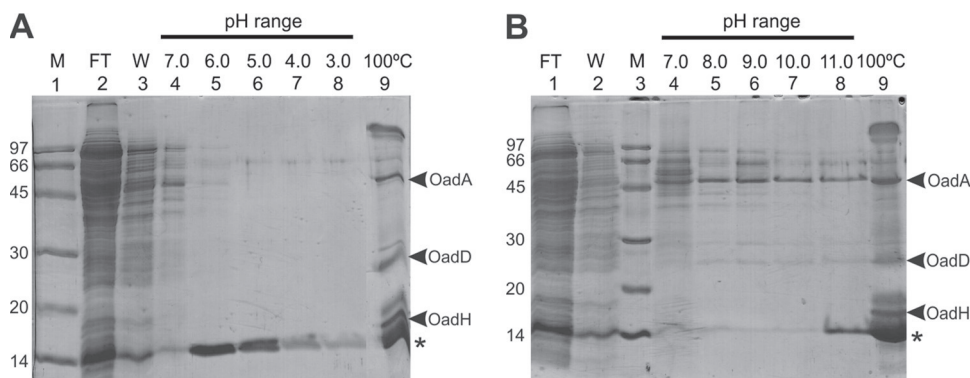 A
pH range
M FT W 7.0 6.0 5.0 4.0 3.0 100ºC
1 2 3 4 5 6 7 8 9
97
66
45
30
20
14
OadA
OadD
OadH
*
B
pH range
FT W M 7.0 8.0 9.0 10.0 11.0 100ºC
1 2 3 4 5 6 7 8 9
97
66
45
30
20
14
OadA
OadD
OadH
*